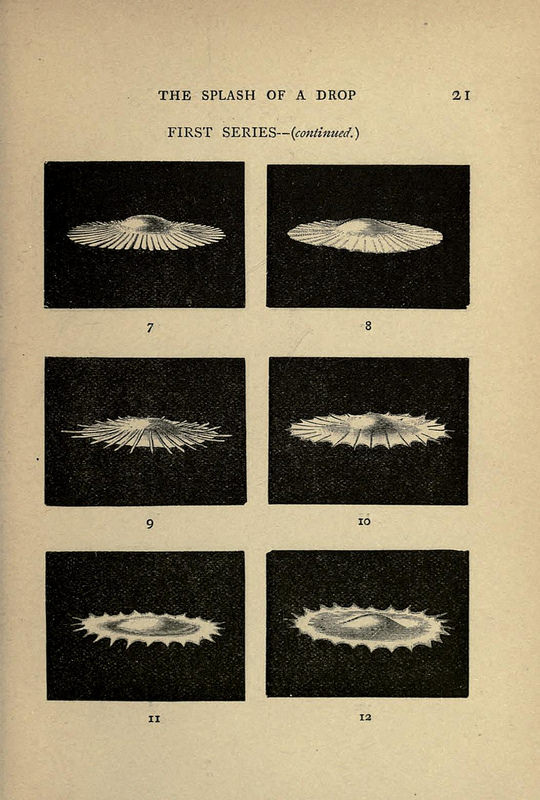 THE SPLASH OF A DROP 21
FIRST SERIES--(continued.)
7 8
9 10
11 12